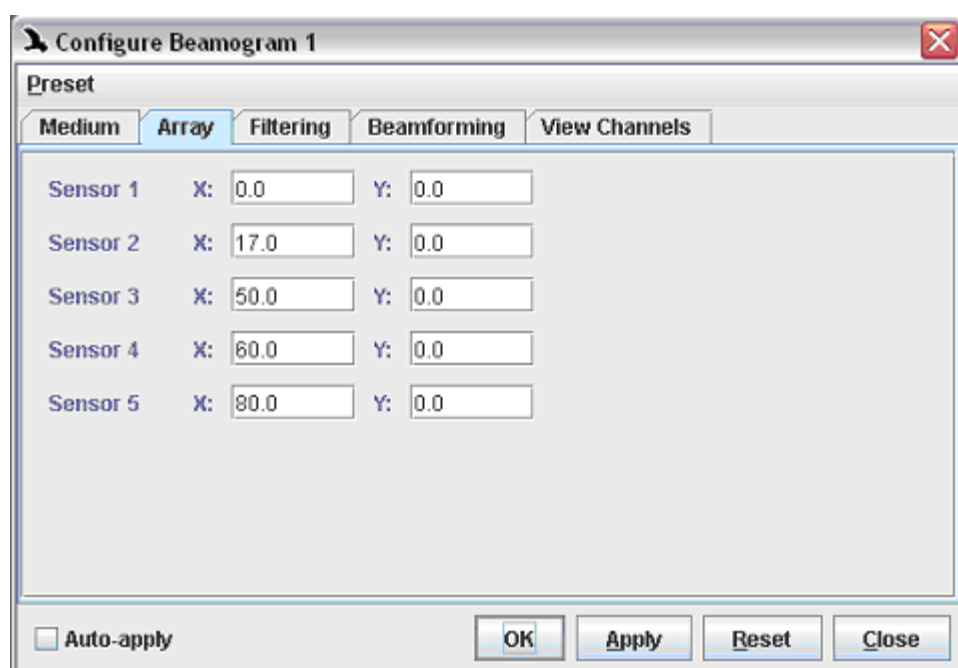 Configure Beamogram 1
Preset
Medium Array Filtering Beamforming View Channels
Sensor 1 X: 0.0 Y: 0.0
Sensor 2 X: 17.0 Y: 0.0
Sensor 3 X: 50.0 Y: 0.0
Sensor 4 X: 60.0 Y: 0.0
Sensor 5 X: 80.0 Y: 0.0
Auto-apply OK Apply Reset Close